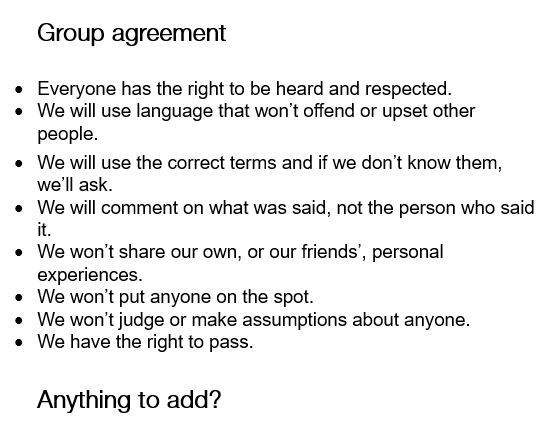 Group agreement
• Everyone has the right to be heard and respected.
• We will use language that won’t offend or upset other
people.
• We will use the correct terms and if we don’t know them,
we’ll ask.
• We will comment on what was said, not the person who said
it.
• We won’t share our own, or our friends’, personal
experiences.
• We won’t put anyone on the spot.
• We won’t judge or make assumptions about anyone.
• We have the right to pass.
Anything to add?